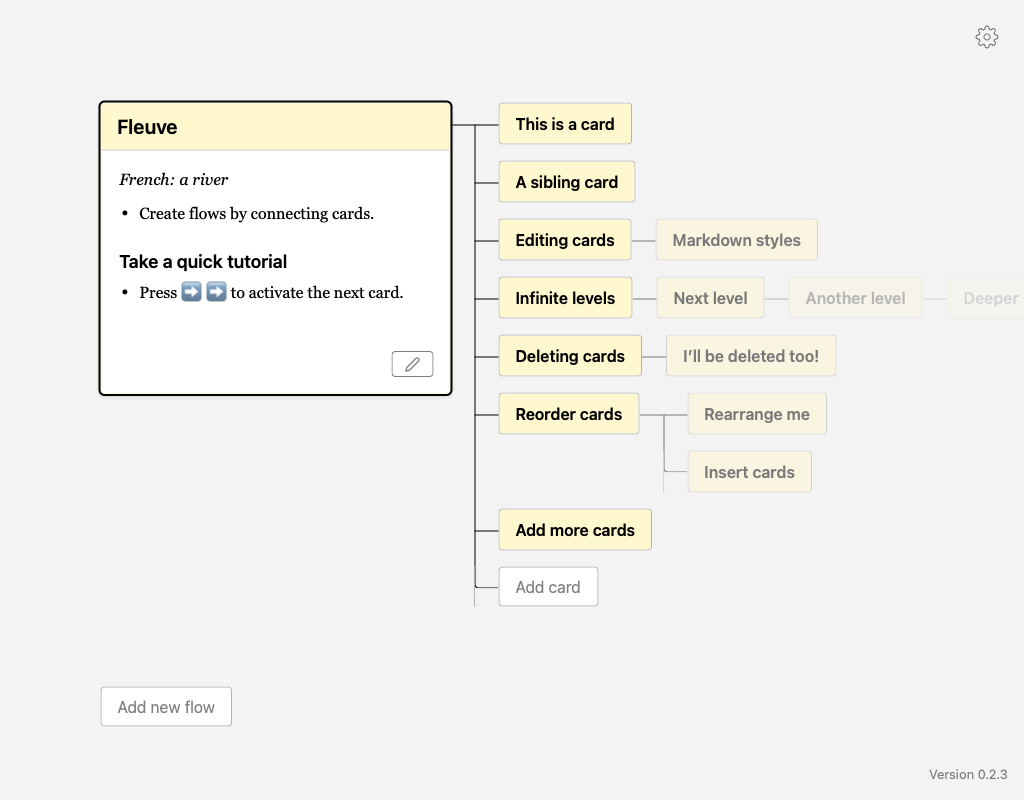 Fleuve
French: a river
• Create flows by connecting cards.
Take a quick tutorial
• Press ➡️ ➡️ to activate the next card.
This is a card
A sibling card
Editing cards
Markdown styles
Infinite levels
Next level
Another level
Deeper
Deleting cards
I’ll be deleted too!
Reorder cards
Rearrange me
Insert cards
Add more cards
Add card
Add new flow
Version 0.2.3